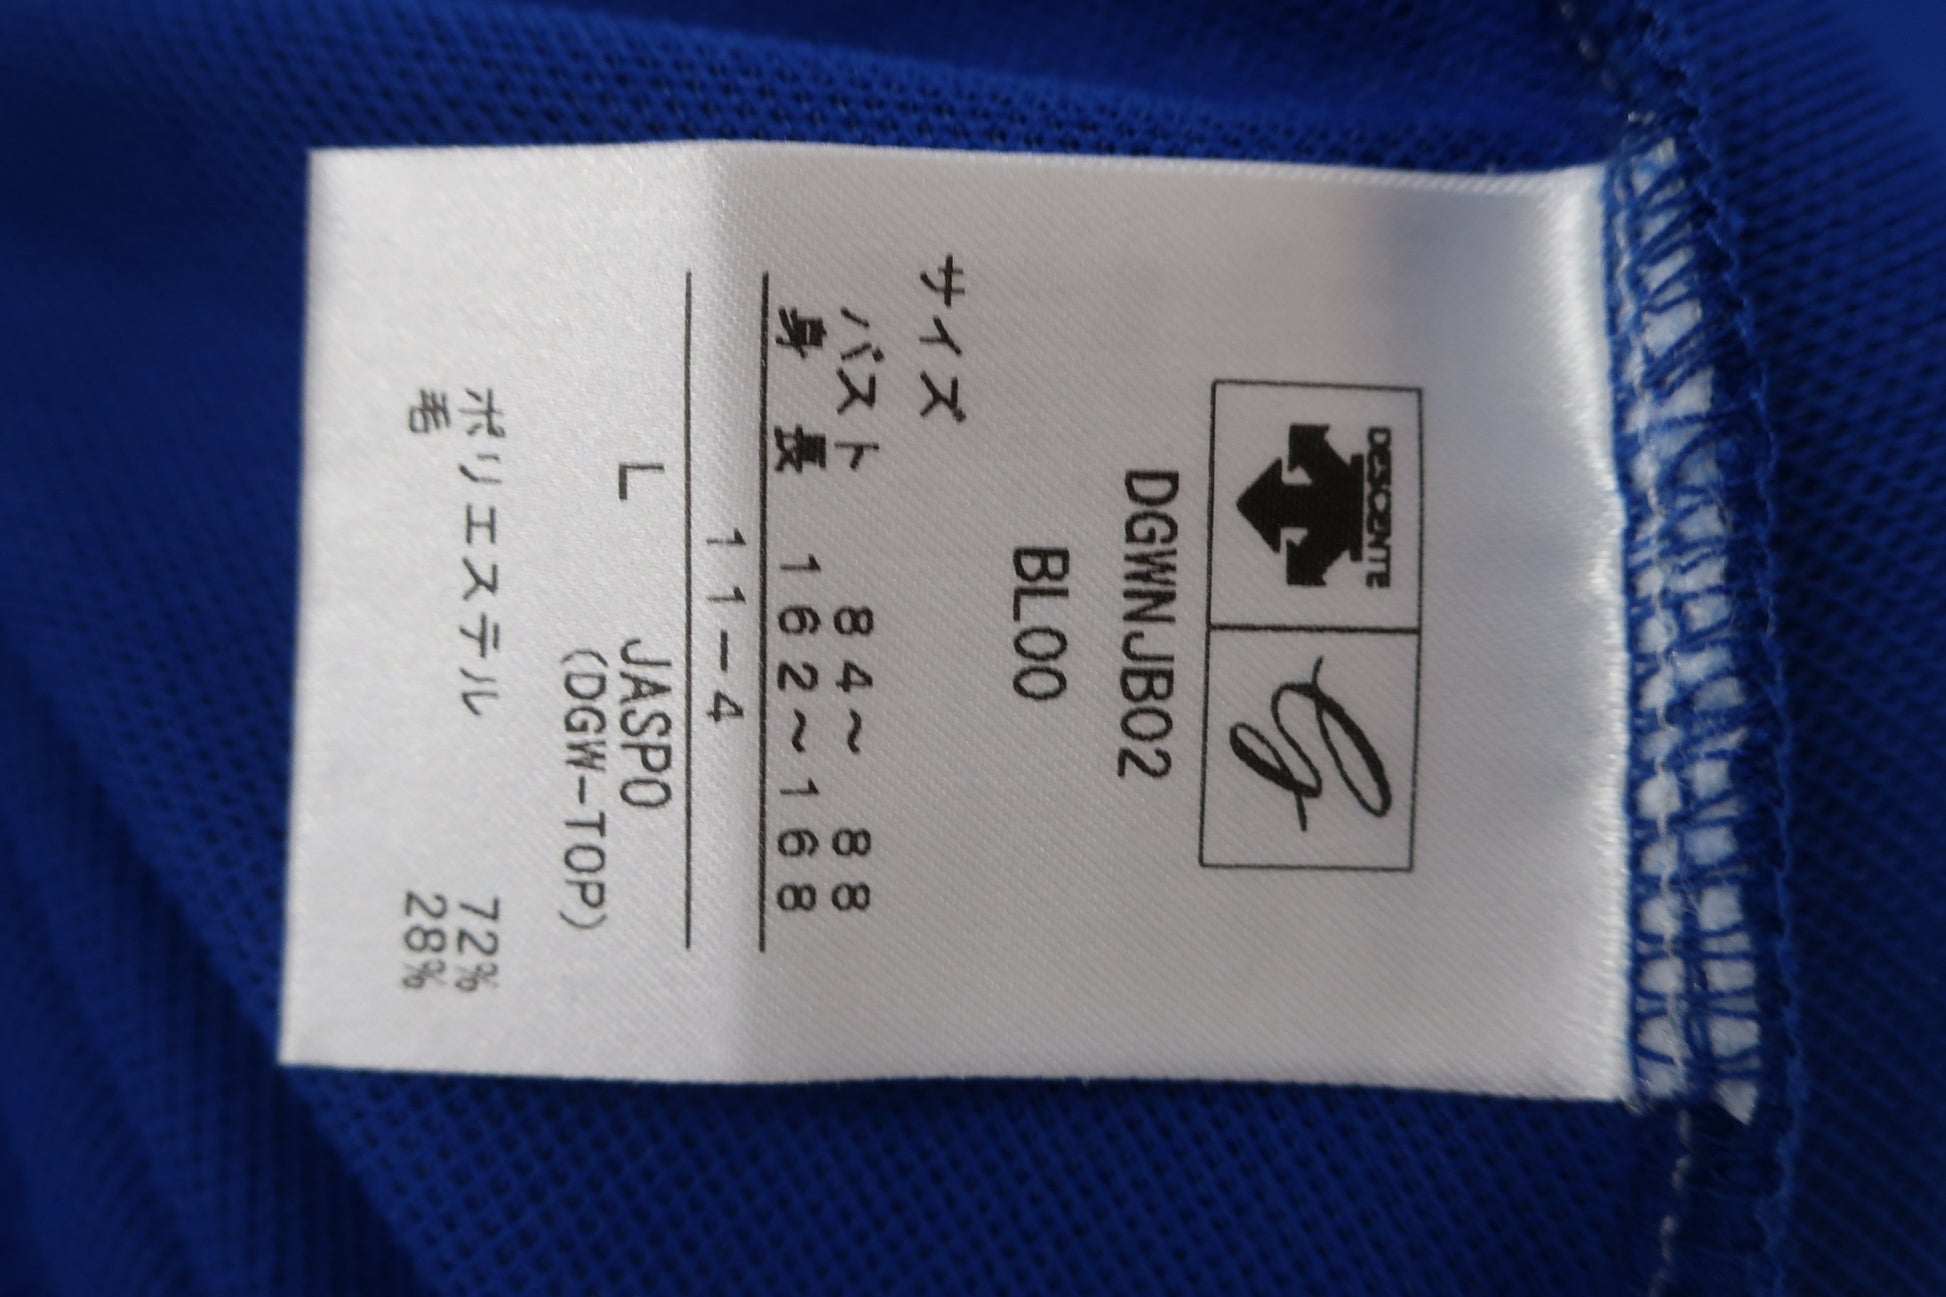 DESCENTE
DGWNJB02
BL00
サイズ
バスト 84～ 88
身長 162～168
11-4
L JASPO
(DGW-TOP)
ポリエステル 72%
毛 28%